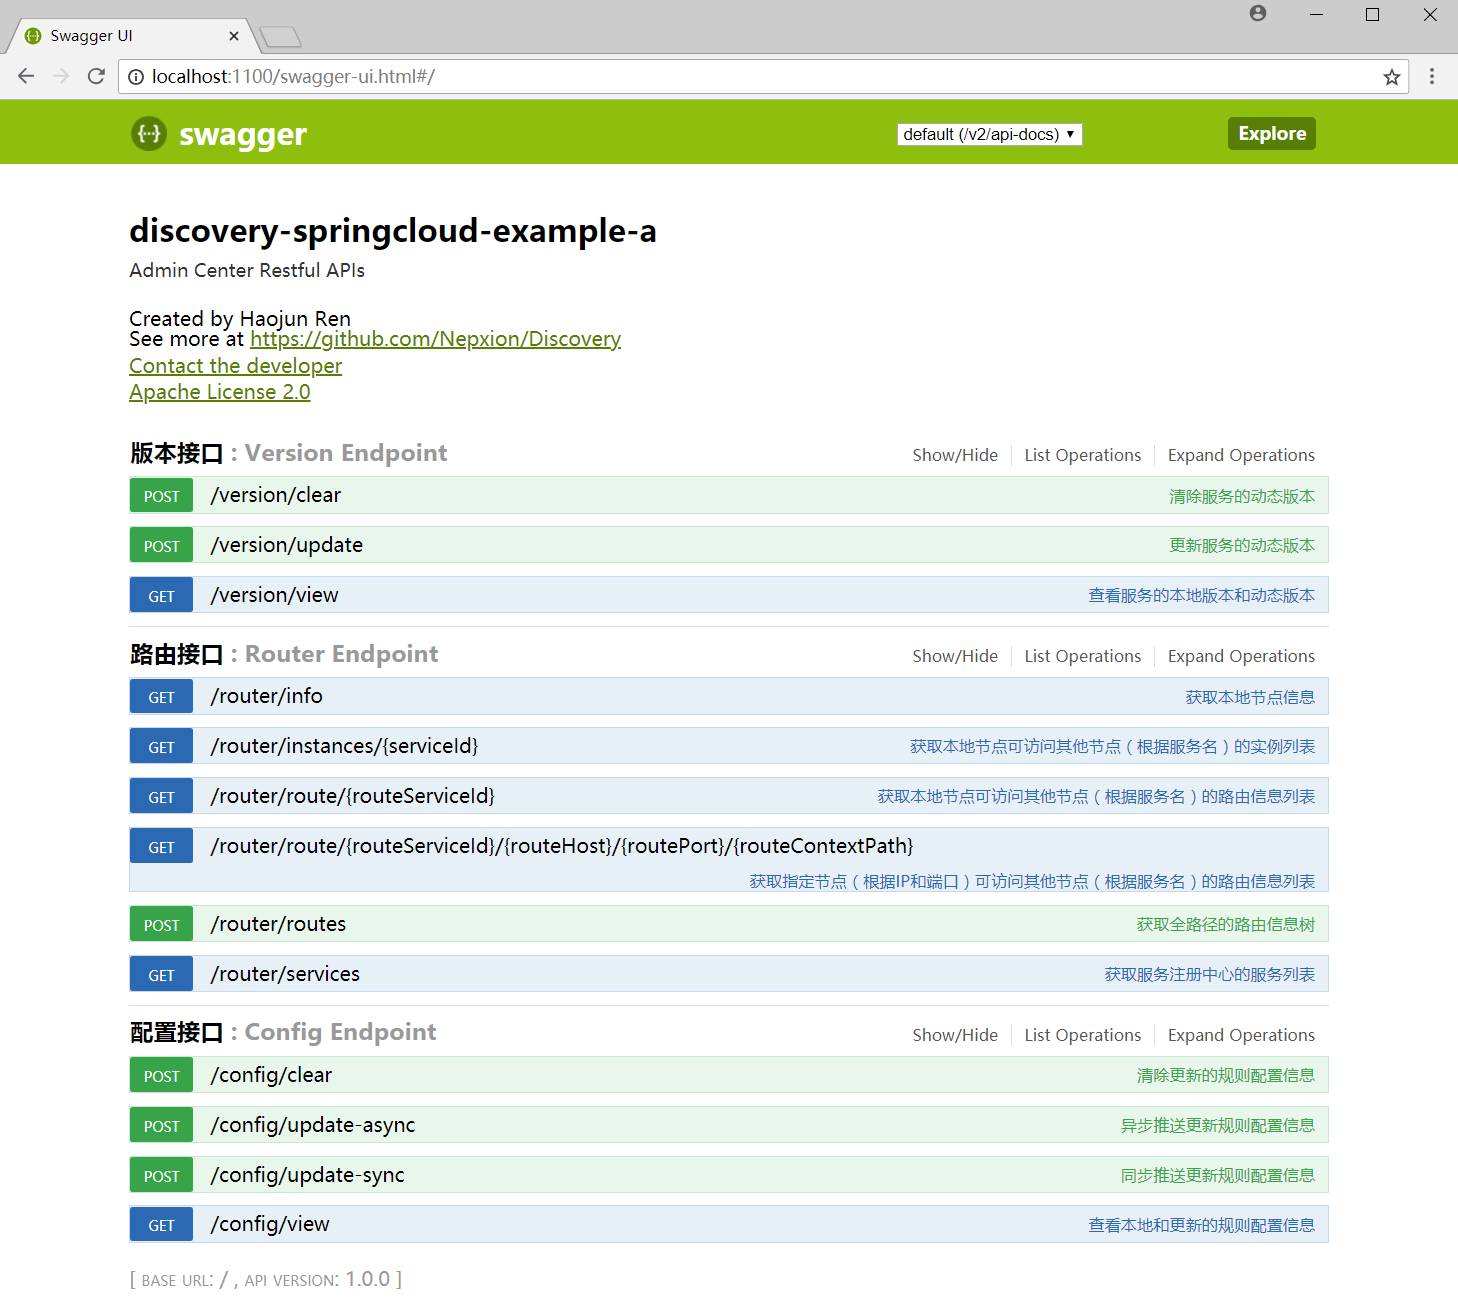 Swagger UI
localhost:1100/swagger-ui.html#/
swagger
default (/v2/api-docs)
Explore
discovery-springcloud-example-a
Admin Center Restful APIs
Created by Haojun Ren
See more at https://github.com/Nepxion/Discovery
Contact the developer
Apache License 2.0
版本接口 : Version Endpoint Show/Hide List Operations Expand Operations
POST /version/clear 清除服务的动态版本
POST /version/update 更新服务的动态版本
GET /version/view 查看服务的本地版本和动态版本
路由接口 : Router Endpoint Show/Hide List Operations Expand Operations
GET /router/info 获取本地节点信息
GET /router/instances/{serviceId} 获取本地节点可访问其他节点（根据服务名）的实例列表
GET /router/route/{routeServiceId} 获取本地节点可访问其他节点（根据服务名）的路由信息列表
GET /router/route/{routeServiceId}/{routeHost}/{routePort}/{routeContextPath}
获取指定节点（根据IP和端口）可访问其他节点（根据服务名）的路由信息列表
POST /router/routes 获取全路径的路由信息树
GET /router/services 获取服务注册中心的服务列表
配置接口 : Config Endpoint Show/Hide List Operations Expand Operations
POST /config/clear 清除更新的规则配置信息
POST /config/update-async 异步推送更新规则配置信息
POST /config/update-sync 同步推送更新规则配置信息
GET /config/view 查看本地和更新的规则配置信息
[ BASE URL: / , API VERSION: 1.0.0 ]